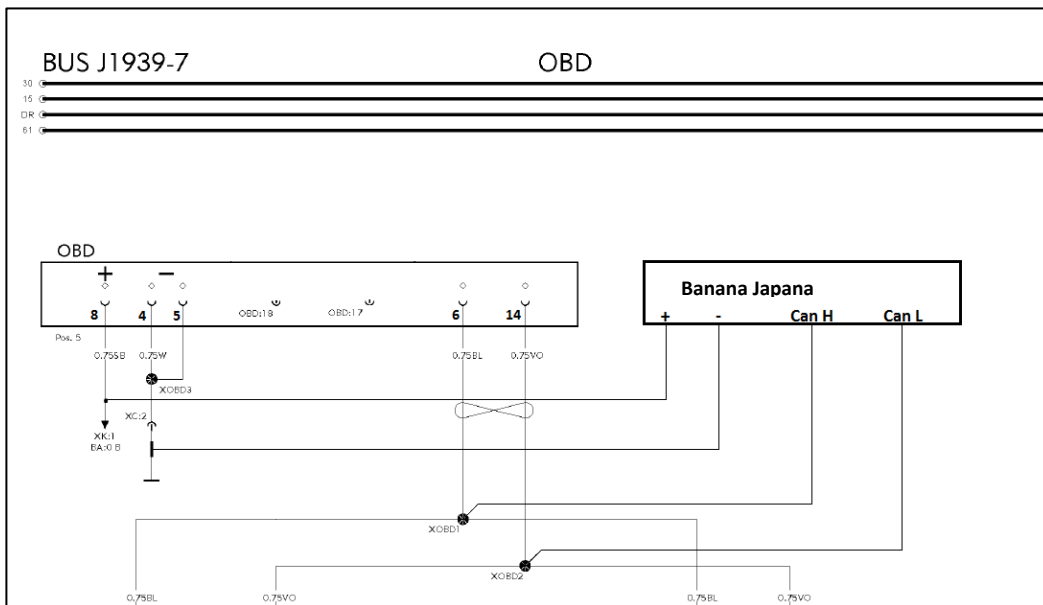 BUS J1939-7
OBD
30
15
DR
61
OBD
+
−
8
4
5
OBD:18
OBD:17
6
14
Pos. 5
Banana Japana
+
-
Can H
Can L
0.75SB
0.75W
0.75BL
0.75VO
XOBD3
XC:2
XK:1
BA:0 B
XOBD1
XOBD2
0.75BL
0.75VO
0.75BL
0.75VO